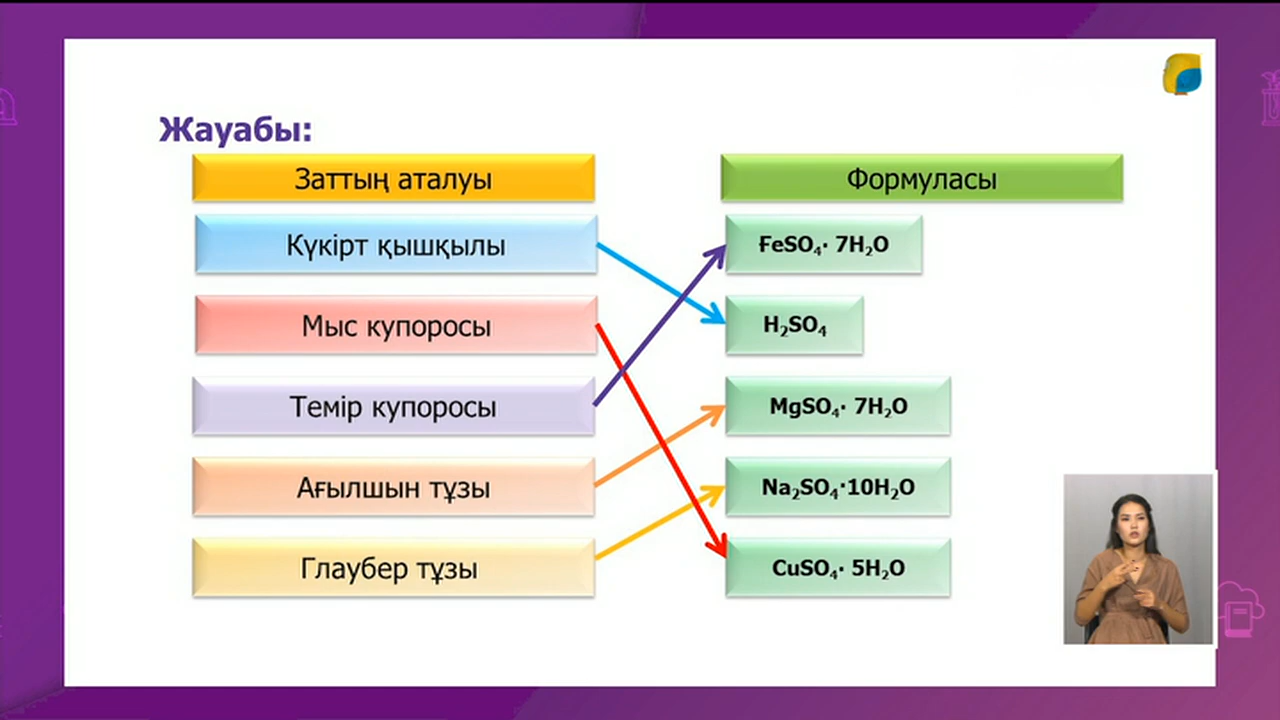 Жауабы:
Заттың аталуы
Формуласы
Күкірт қышқылы
FeSO₄· 7H₂O
Мыс купоросы
H₂SO₄
Темір купоросы
MgSO₄· 7H₂O
Ағылшын тұзы
Na₂SO₄·10H₂O
Глаубер тұзы
CuSO₄· 5H₂O